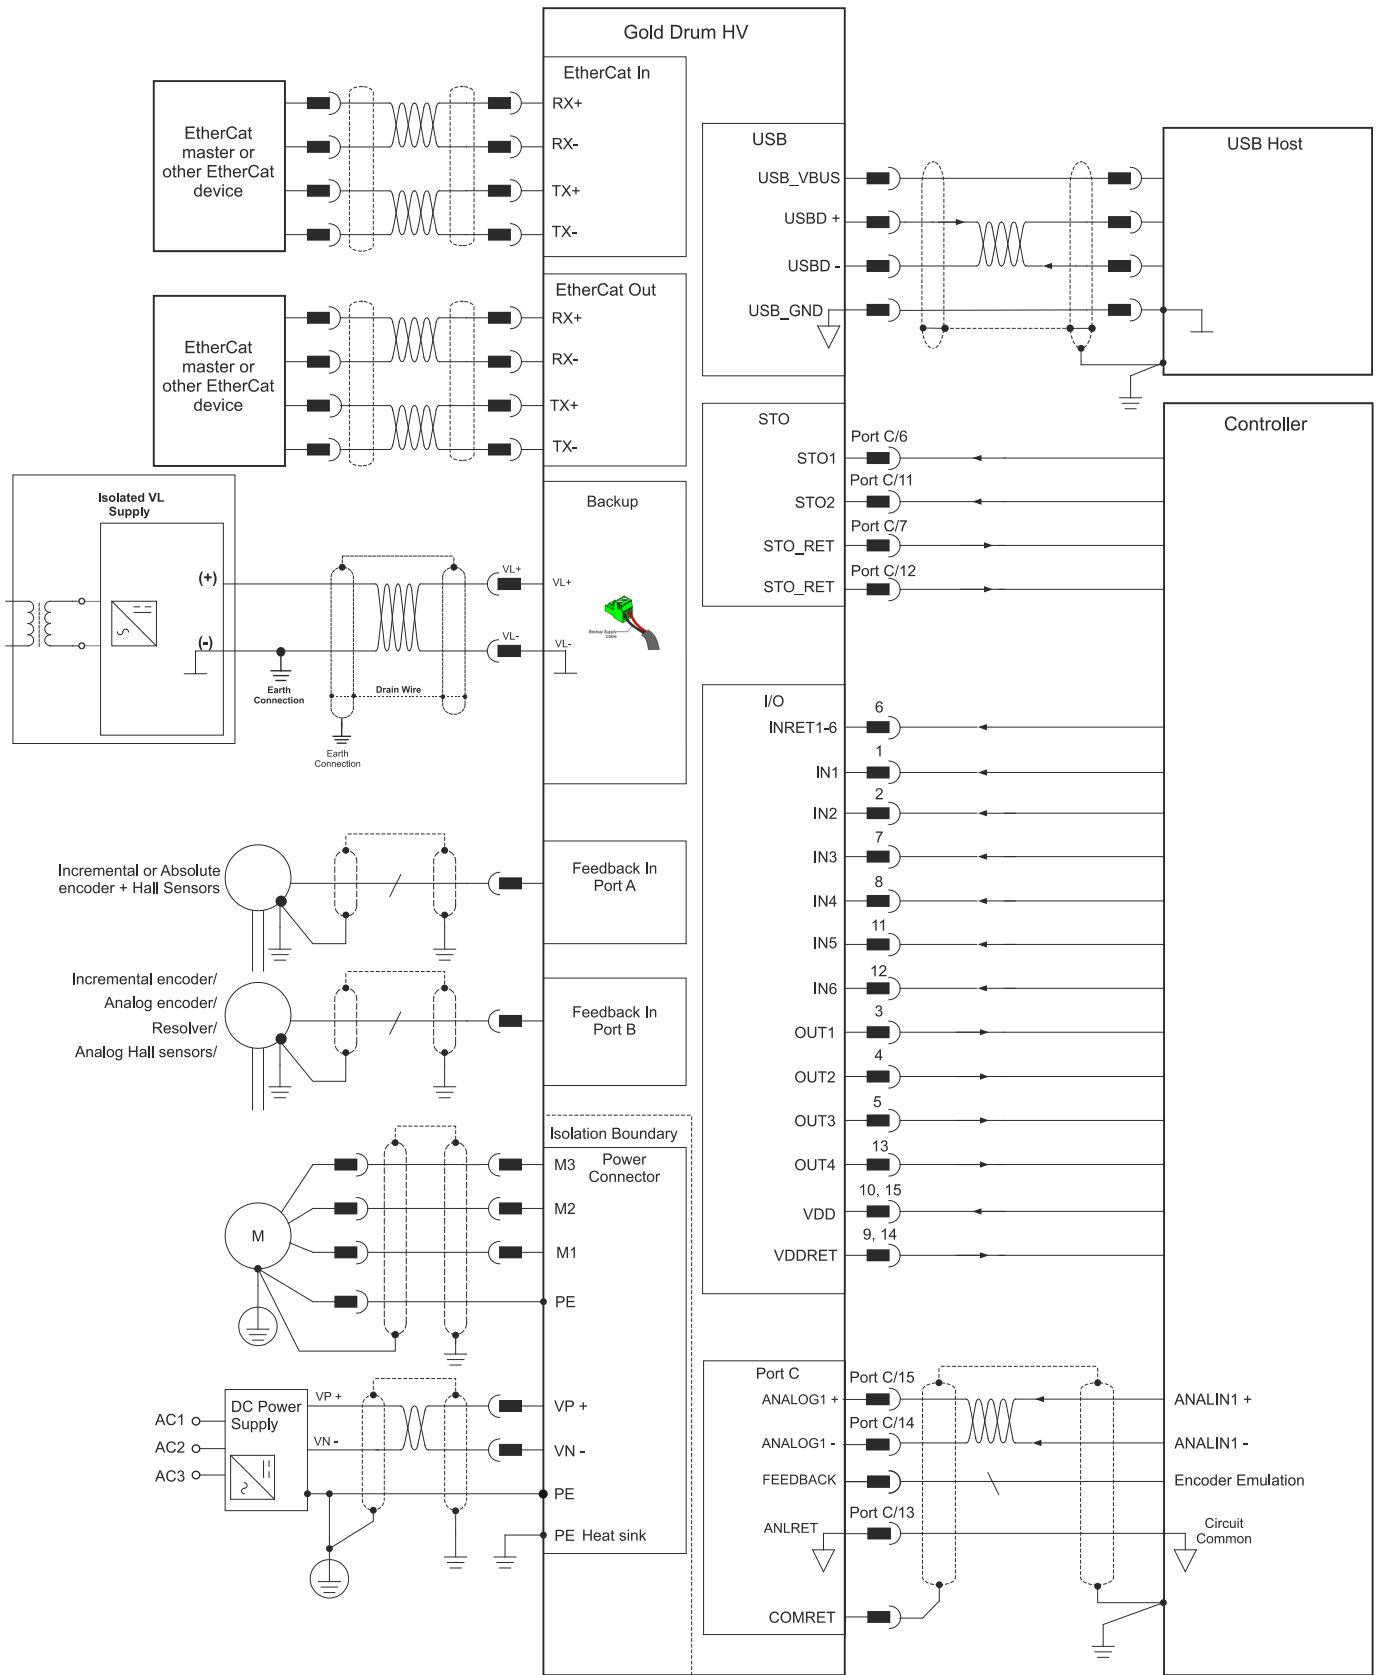 Gold Drum HV
EtherCat In
EtherCat
master or
other EtherCat
device
RX+
RX-
TX+
TX-
EtherCat Out
EtherCat
master or
other EtherCat
device
RX+
RX-
TX+
TX-
Isolated VL
Supply
(+)
(-)
Earth
Connection
Drain Wire
Earth
Connection
VL+
VL-
Backup
VL+
VL-
Backup Supply
Cable
Incremental or Absolute
encoder + Hall Sensors
Feedback In
Port A
Incremental encoder/
Analog encoder/
Resolver/
Analog Hall sensors/
Feedback In
Port B
Isolation Boundary
Power
Connector
M
M3
M2
M1
PE
AC1
AC2
AC3
DC Power
Supply
VP +
VN -
VP +
VN -
PE
PE Heat sink
USB
USB_VBUS
USBD +
USBD -
USB_GND
USB Host
STO
STO1
STO2
STO_RET
STO_RET
Port C/6
Port C/11
Port C/7
Port C/12
Controller
I/O
INRET1-6
6
IN1
1
IN2
2
IN3
7
IN4
8
IN5
11
IN6
12
OUT1
3
OUT2
4
OUT3
5
OUT4
13
VDD
10, 15
VDDRET
9, 14
Port C
ANALOG1 +
Port C/15
ANALIN1 +
ANALOG1 -
Port C/14
ANALIN1 -
FEEDBACK
Encoder Emulation
ANLRET
Port C/13
Circuit
Common
COMRET